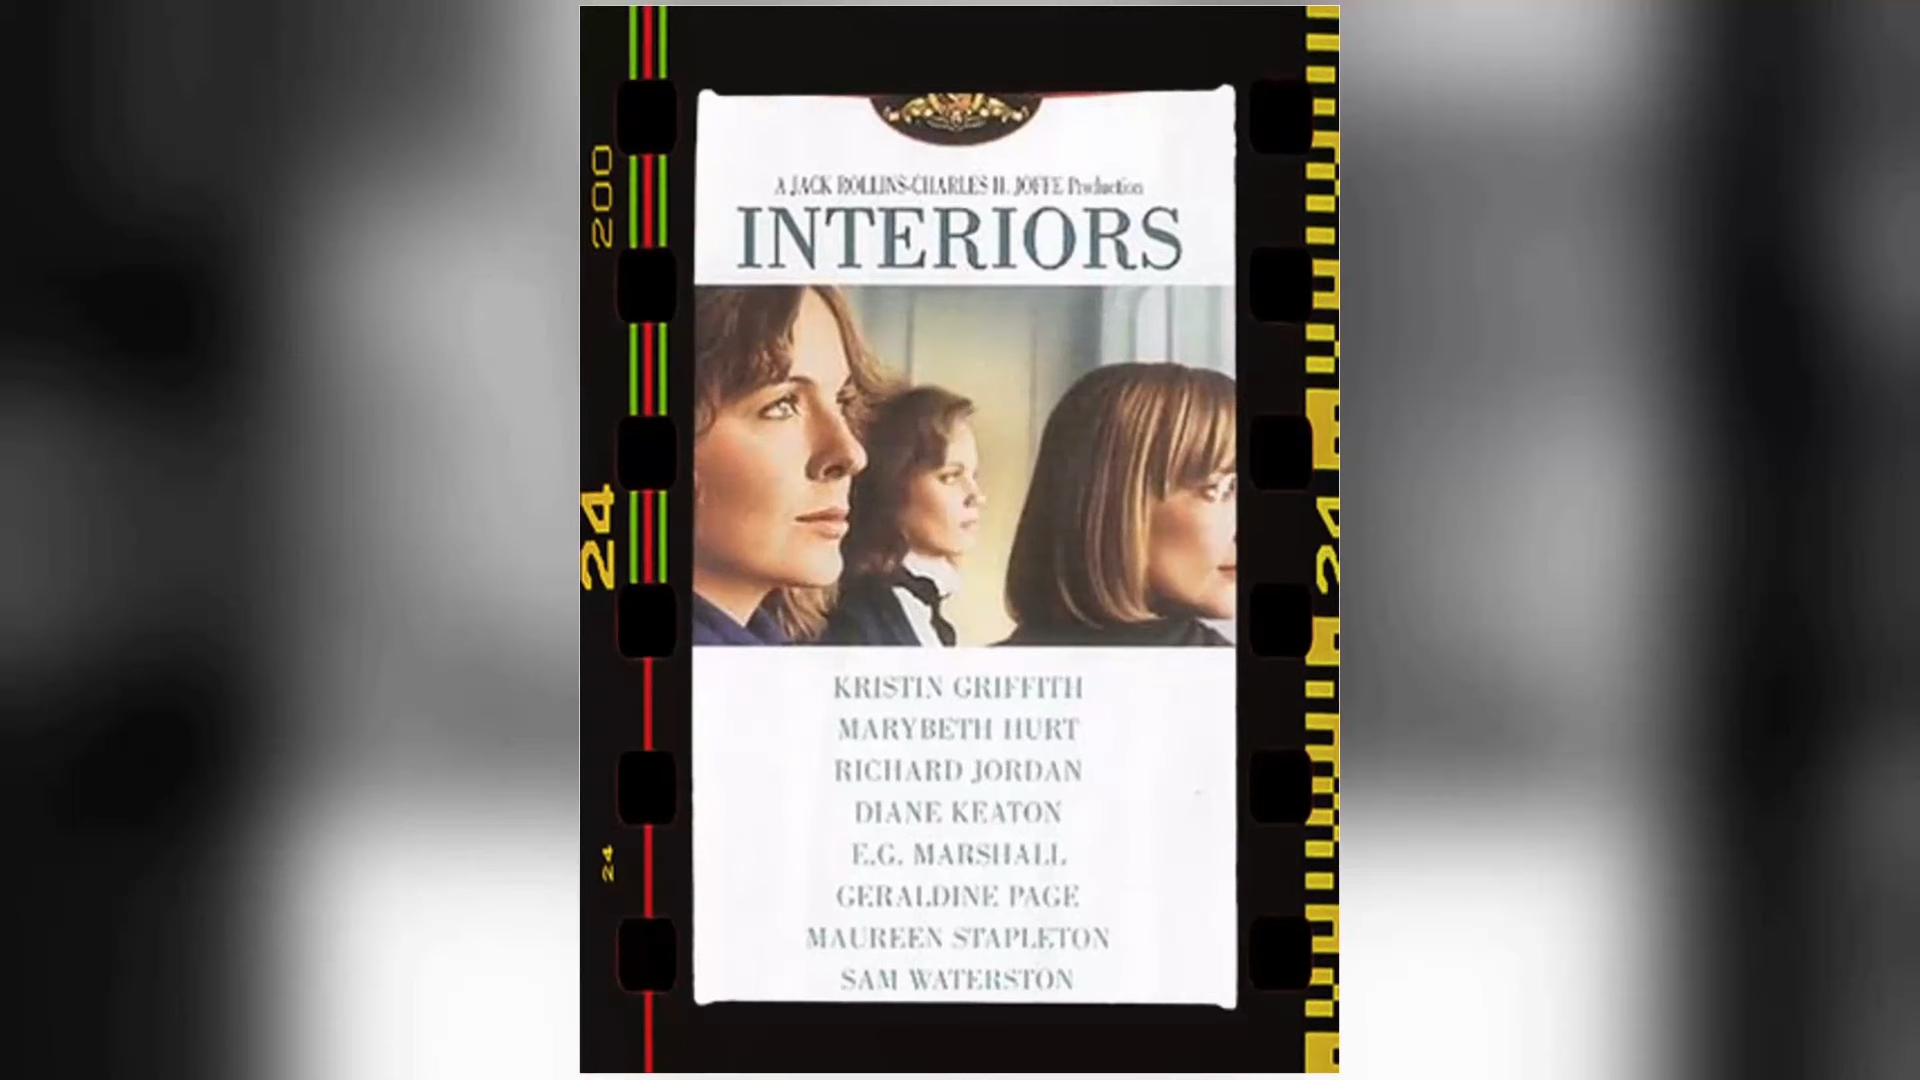 200
24
24
24
A JACK ROLLINS-CHARLES H. JOFFE Production
INTERIORS
KRISTIN GRIFFITH
MARYBETH HURT
RICHARD JORDAN
DIANE KEATON
E.G. MARSHALL
GERALDINE PAGE
MAUREEN STAPLETON
SAM WATERSTON